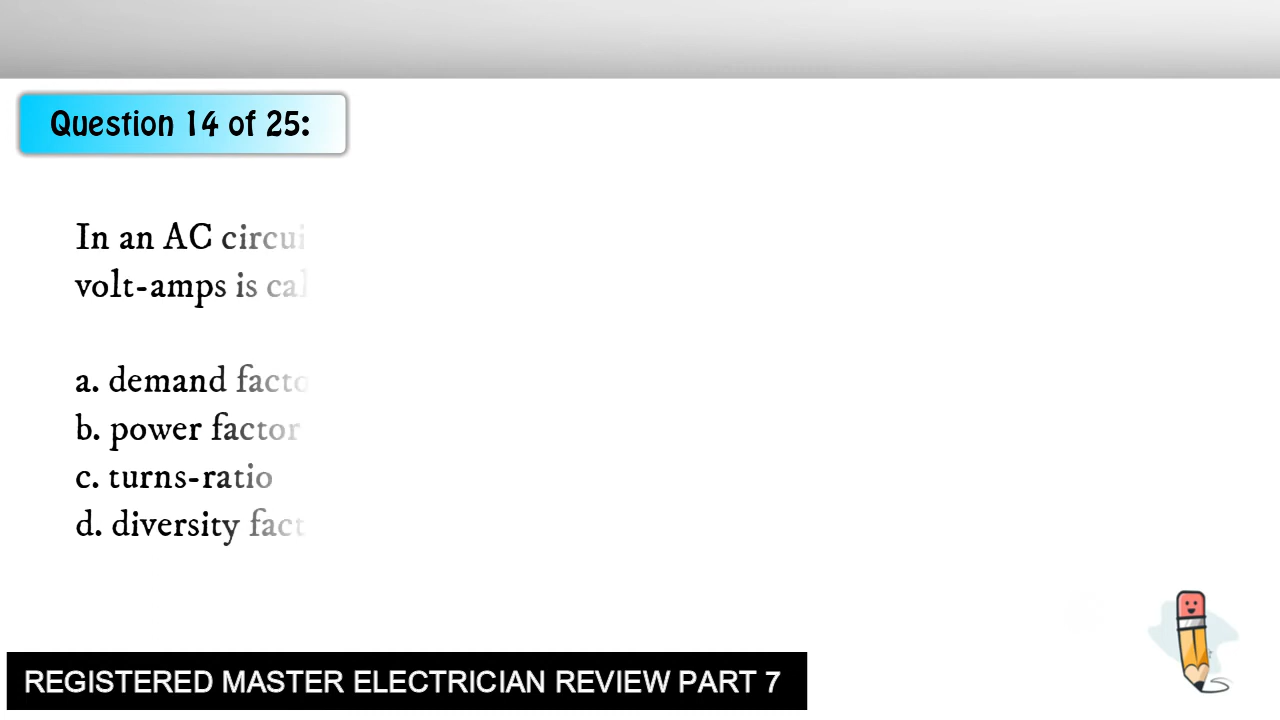 Question 14 of 25:
In an AC circui
volt-amps is cal
a. demand facto
b. power factor
c. turns-ratio
d. diversity fact
REGISTERED MASTER ELECTRICIAN REVIEW PART 7